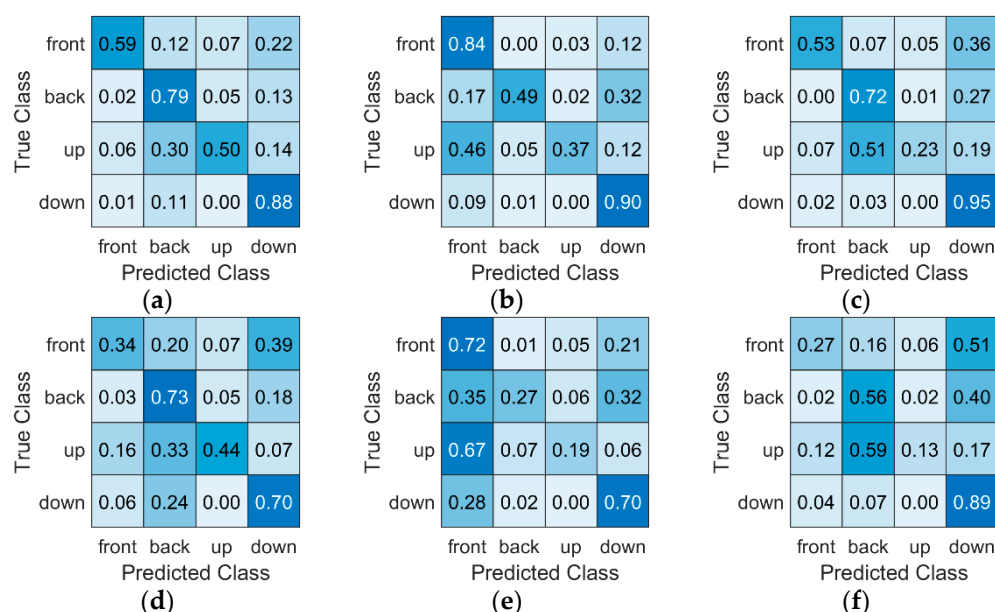 front 0.59 0.12 0.07 0.22
back 0.02 0.79 0.05 0.13
up 0.06 0.30 0.50 0.14
down 0.01 0.11 0.00 0.88
front back up down
Predicted Class
True Class
(a)
front 0.84 0.00 0.03 0.12
back 0.17 0.49 0.02 0.32
up 0.46 0.05 0.37 0.12
down 0.09 0.01 0.00 0.90
front back up down
Predicted Class
True Class
(b)
front 0.53 0.07 0.05 0.36
back 0.00 0.72 0.01 0.27
up 0.07 0.51 0.23 0.19
down 0.02 0.03 0.00 0.95
front back up down
Predicted Class
True Class
(c)
front 0.34 0.20 0.07 0.39
back 0.03 0.73 0.05 0.18
up 0.16 0.33 0.44 0.07
down 0.06 0.24 0.00 0.70
front back up down
Predicted Class
True Class
(d)
front 0.72 0.01 0.05 0.21
back 0.35 0.27 0.06 0.32
up 0.67 0.07 0.19 0.06
down 0.28 0.02 0.00 0.70
front back up down
Predicted Class
True Class
(e)
front 0.27 0.16 0.06 0.51
back 0.02 0.56 0.02 0.40
up 0.12 0.59 0.13 0.17
down 0.04 0.07 0.00 0.89
front back up down
Predicted Class
True Class
(f)